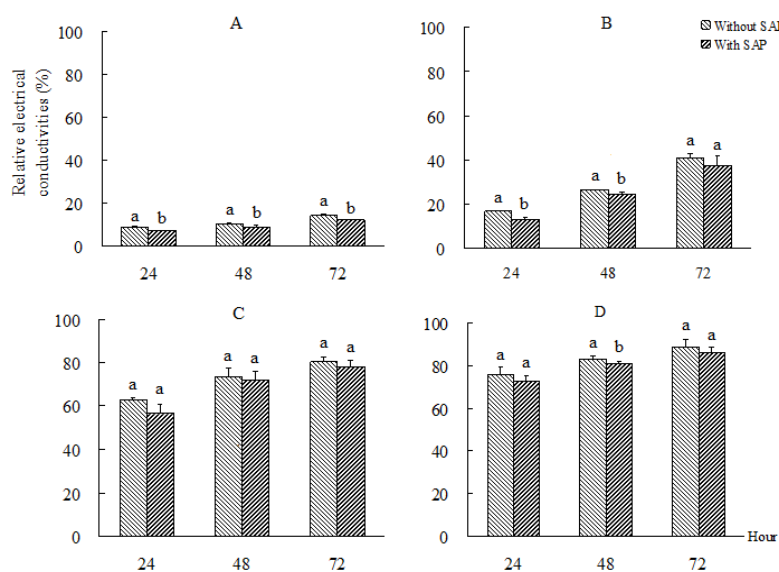 A
B
Without SAP
With SAP
Relative electrical
conductivities (%)
100
80
60
40
20
0
a b a b a b
24 48 72
100
80
60
40
20
0
a b a b a a
24 48 72
C
D
100
80
60
40
20
0
a a a a a a
24 48 72
100
80
60
40
20
0
a a a b a a
24 48 72
Hour